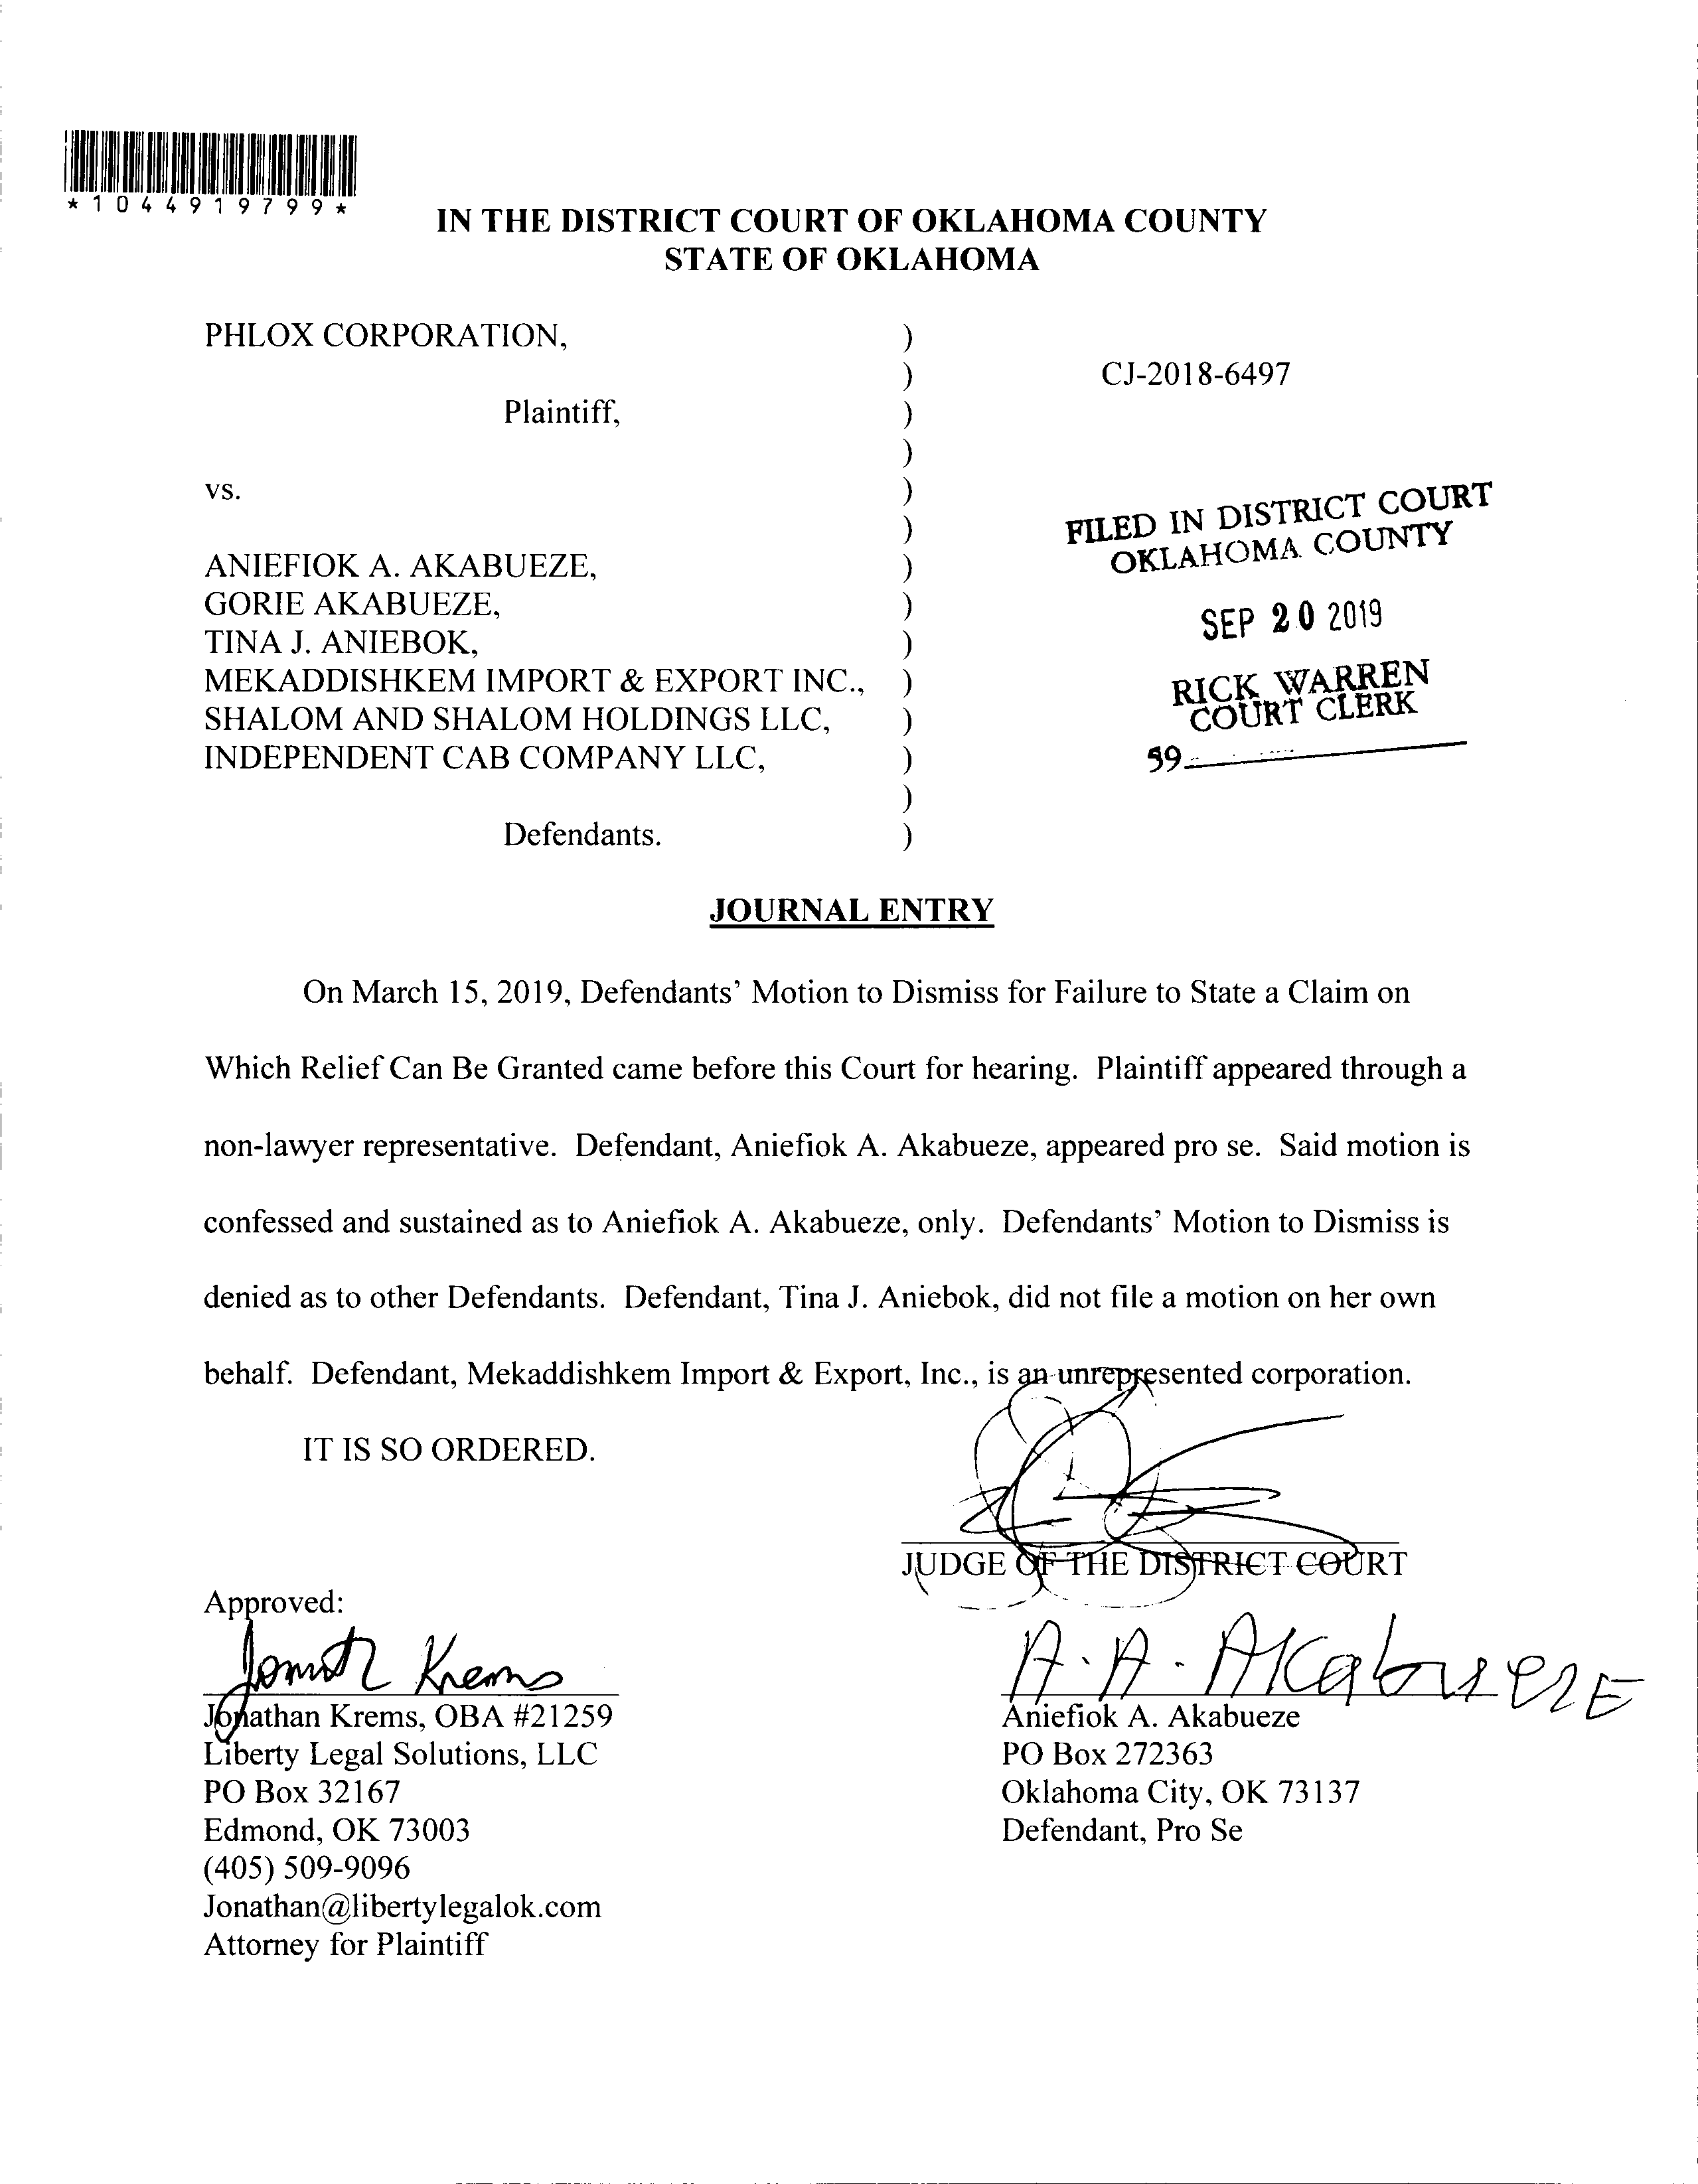 *1044919799*
IN THE DISTRICT COURT OF OKLAHOMA COUNTY
STATE OF OKLAHOMA
PHLOX CORPORATION, )
) CJ-2018-6497
Plaintiff, )
)
vs. )
)
ANIEFIOK A. AKABUEZE, )
GORIE AKABUEZE, )
TINA J. ANIEBOK, )
MEKADDISHKEM IMPORT & EXPORT INC., )
SHALOM AND SHALOM HOLDINGS LLC, )
INDEPENDENT CAB COMPANY LLC, )
)
Defendants. )
FILED IN DISTRICT COURT
OKLAHOMA COUNTY
SEP 20 2019
RICK WARREN
COURT CLERK
59
JOURNAL ENTRY
On March 15, 2019, Defendants' Motion to Dismiss for Failure to State a Claim on
Which Relief Can Be Granted came before this Court for hearing. Plaintiff appeared through a
non-lawyer representative. Defendant, Aniefiok A. Akabueze, appeared pro se. Said motion is
confessed and sustained as to Aniefiok A. Akabueze, only. Defendants' Motion to Dismiss is
denied as to other Defendants. Defendant, Tina J. Aniebok, did not file a motion on her own
behalf. Defendant, Mekaddishkem Import & Export, Inc., is an unrepresented corporation.
IT IS SO ORDERED.
JUDGE OF THE DISTRICT COURT
Approved:
Jonathan Krems
Jonathan Krems, OBA #21259
Liberty Legal Solutions, LLC
PO Box 32167
Edmond, OK 73003
(405) 509-9096
Jonathan@libertylegalok.com
Attorney for Plaintiff
A. A. AKabuezE
Aniefiok A. Akabueze
PO Box 272363
Oklahoma City, OK 73137
Defendant, Pro Se